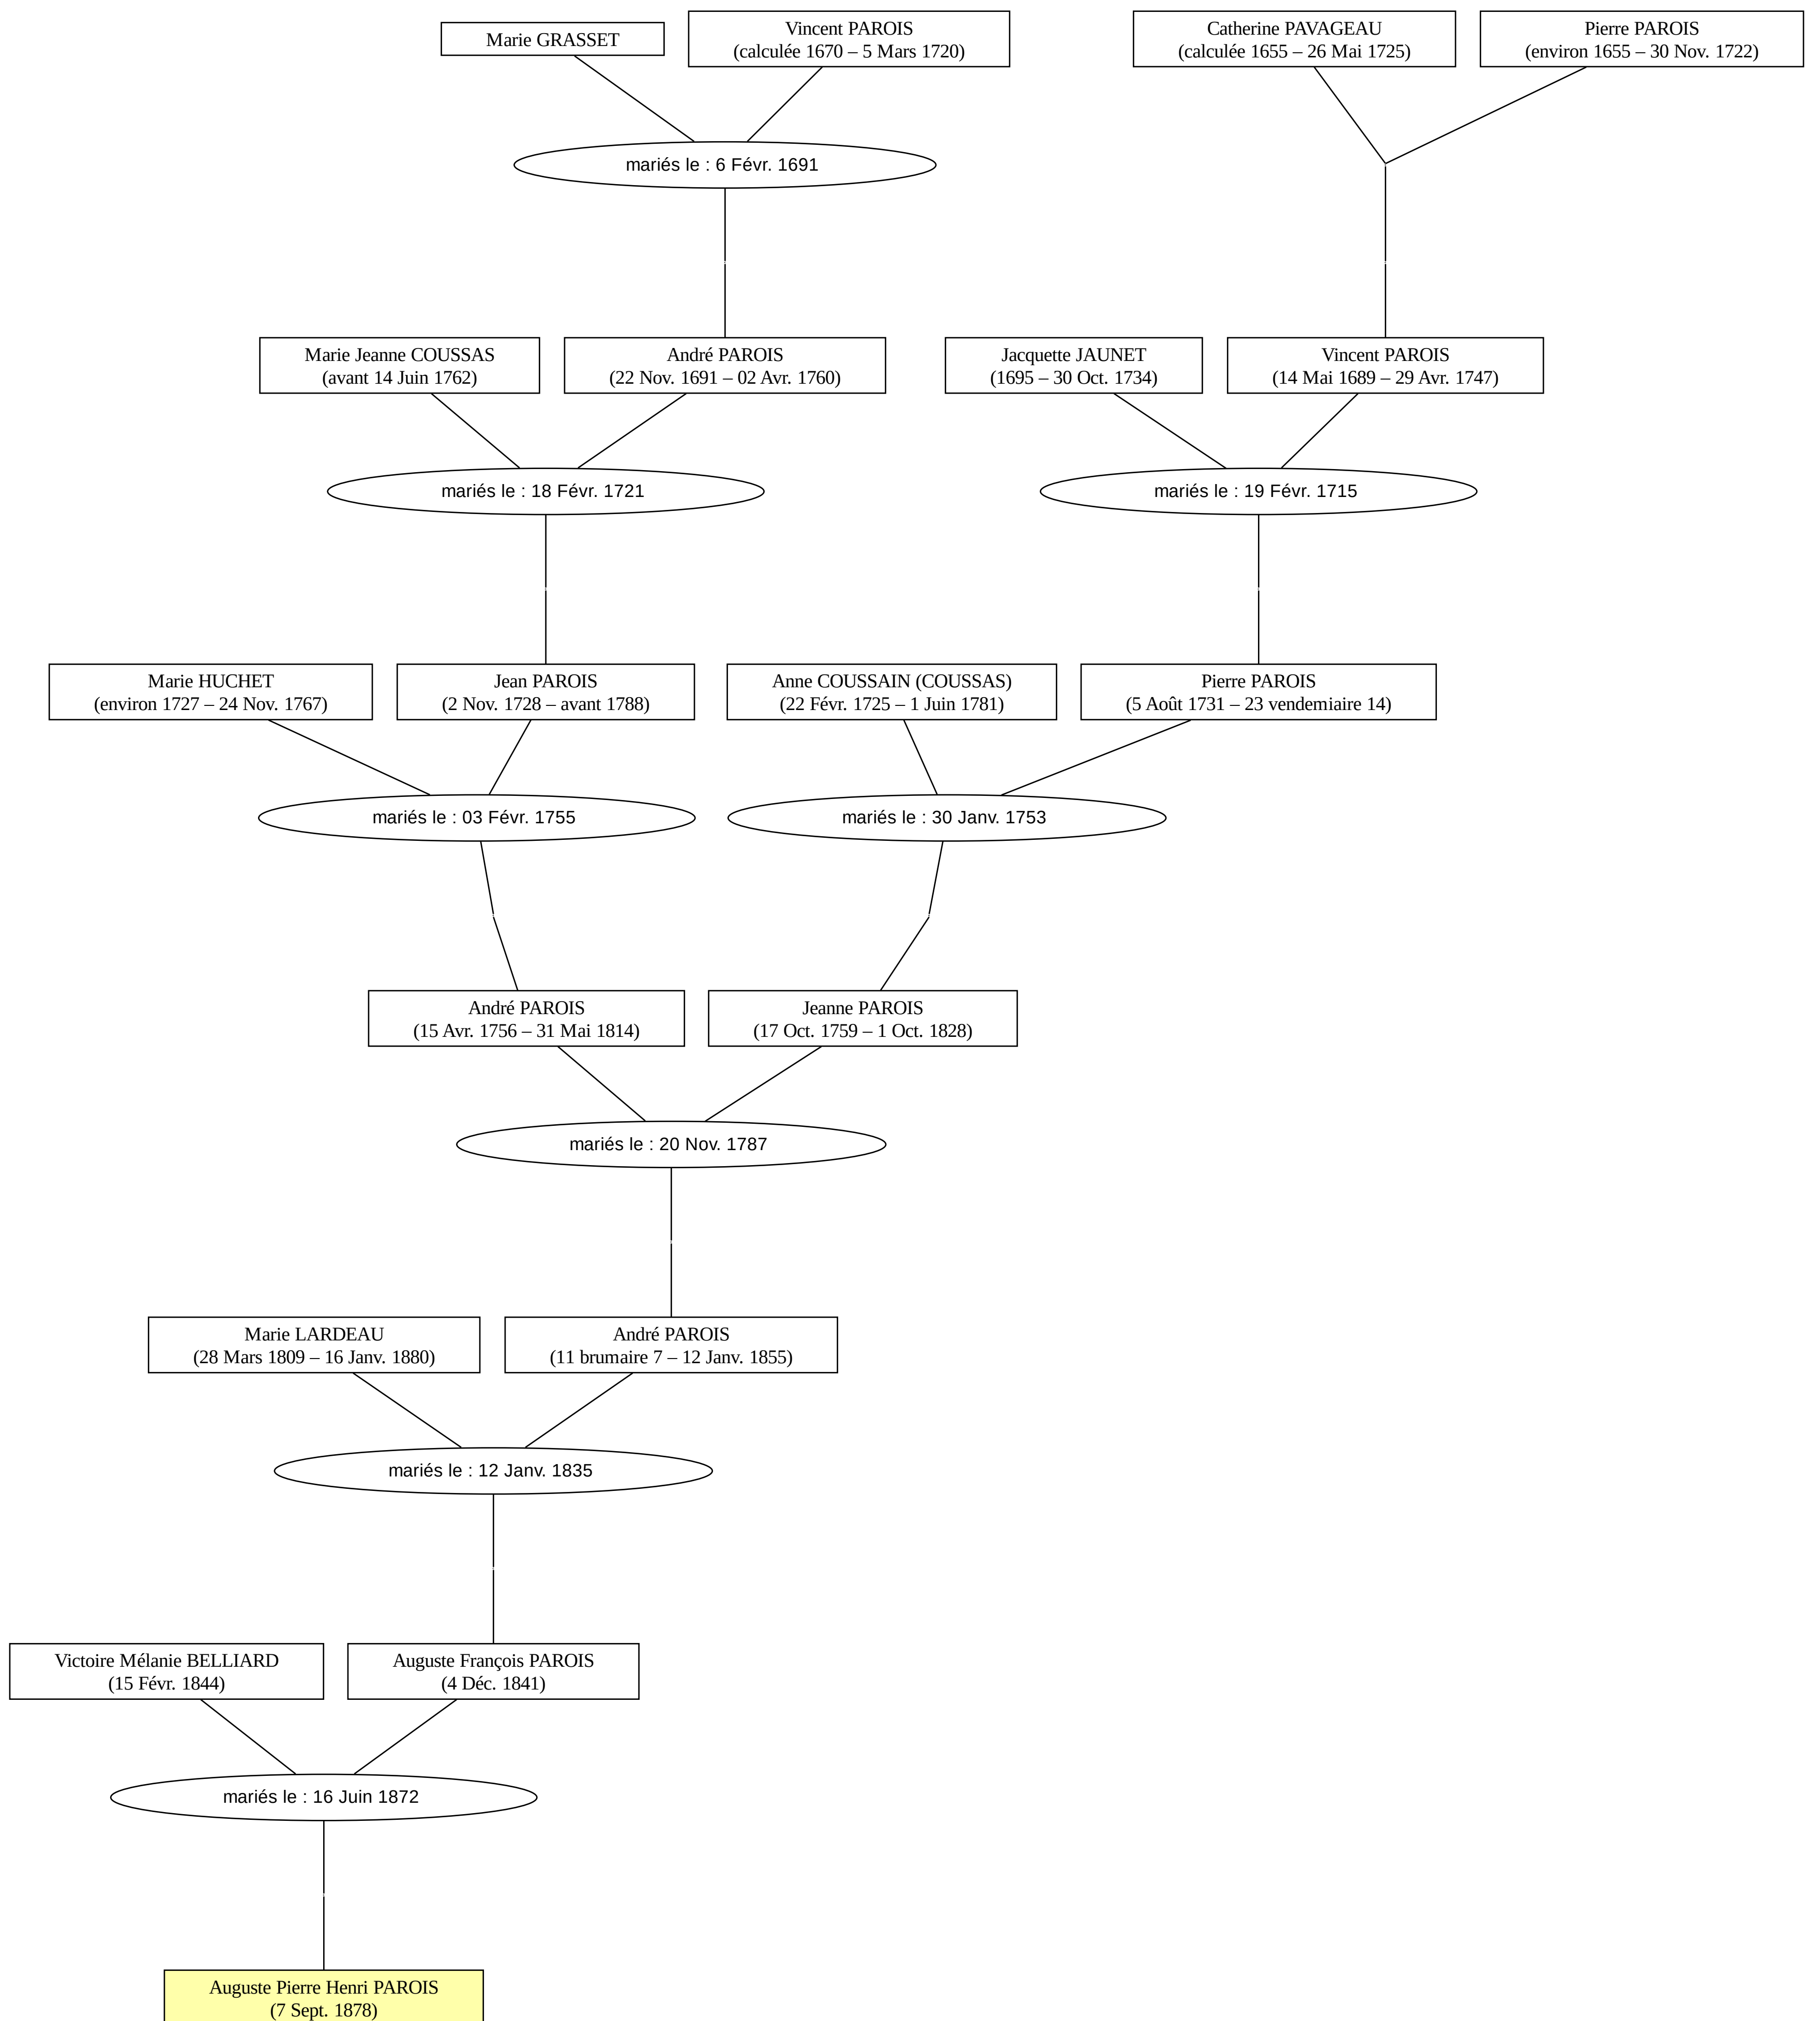 Marie GRASSET
Vincent PAROIS
(calculée 1670 – 5 Mars 1720)
Catherine PAVAGEAU
(calculée 1655 – 26 Mai 1725)
Pierre PAROIS
(environ 1655 – 30 Nov. 1722)
mariés le : 6 Févr. 1691
Marie Jeanne COUSSAS
(avant 14 Juin 1762)
André PAROIS
(22 Nov. 1691 – 02 Avr. 1760)
Jacquette JAUNET
(1695 – 30 Oct. 1734)
Vincent PAROIS
(14 Mai 1689 – 29 Avr. 1747)
mariés le : 18 Févr. 1721
mariés le : 19 Févr. 1715
Marie HUCHET
(environ 1727 – 24 Nov. 1767)
Jean PAROIS
(2 Nov. 1728 – avant 1788)
Anne COUSSAIN (COUSSAS)
(22 Févr. 1725 – 1 Juin 1781)
Pierre PAROIS
(5 Août 1731 – 23 vendemiaire 14)
mariés le : 03 Févr. 1755
mariés le : 30 Janv. 1753
André PAROIS
(15 Avr. 1756 – 31 Mai 1814)
Jeanne PAROIS
(17 Oct. 1759 – 1 Oct. 1828)
mariés le : 20 Nov. 1787
Marie LARDEAU
(28 Mars 1809 – 16 Janv. 1880)
André PAROIS
(11 brumaire 7 – 12 Janv. 1855)
mariés le : 12 Janv. 1835
Victoire Mélanie BELLIARD
(15 Févr. 1844)
Auguste François PAROIS
(4 Déc. 1841)
mariés le : 16 Juin 1872
Auguste Pierre Henri PAROIS
(7 Sept. 1878)